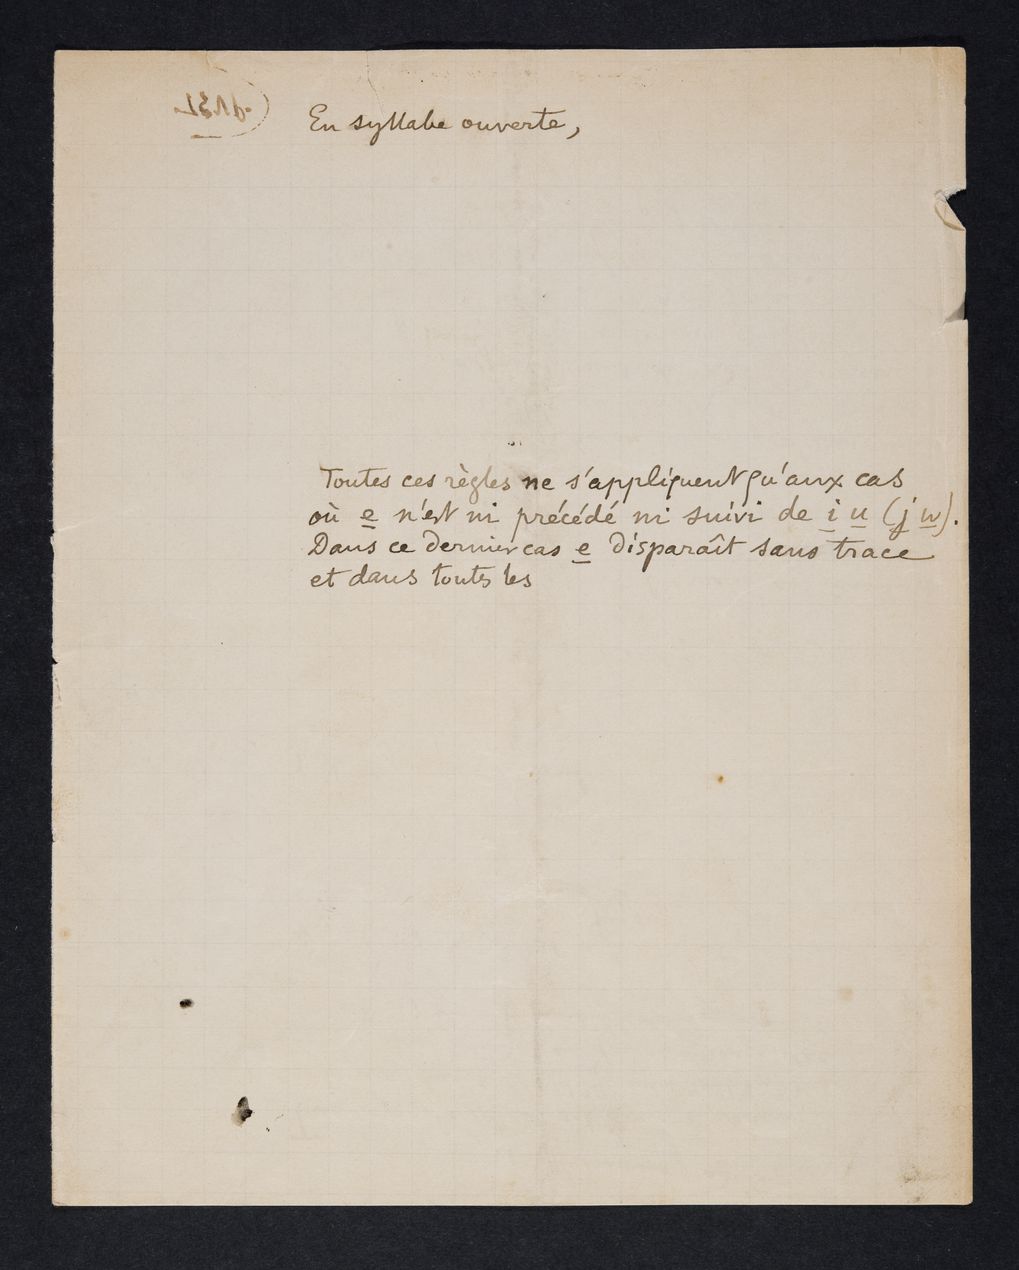 En syllabe ouverte,
Toutes ces règles ne s'appliquent qu'aux cas
où e n'est ni précédé ni suivi de i u (j w).
Dans ce dernier cas e disparaît sans trace
et dans toutes les